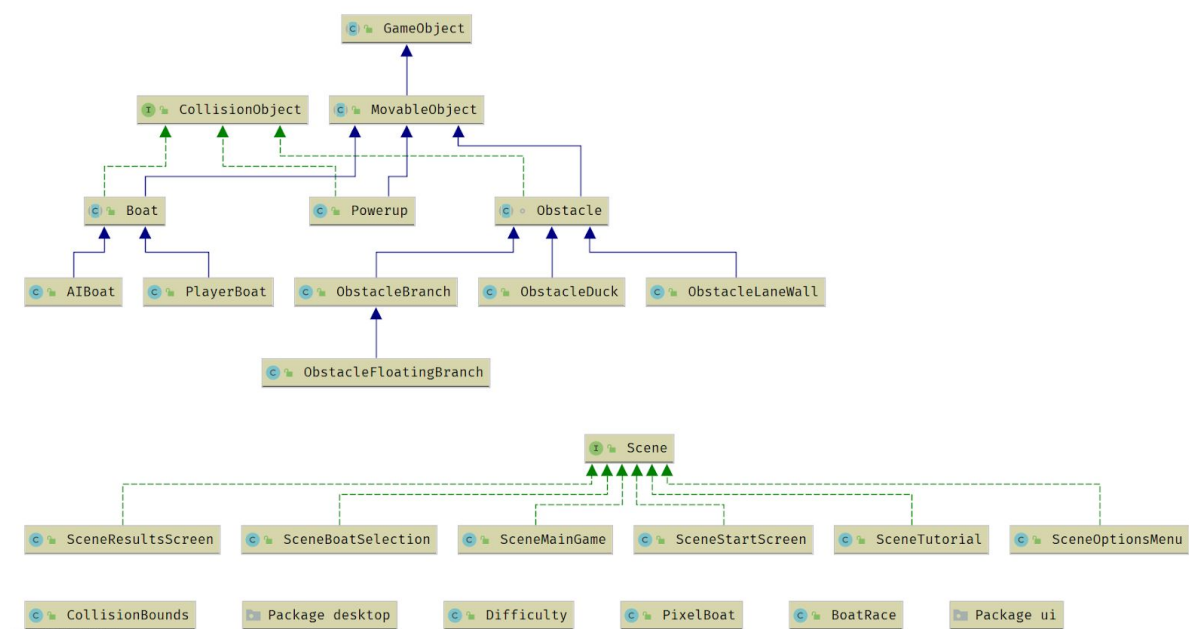 GameObject
CollisionObject
MovableObject
Boat
Powerup
Obstacle
AIBoat
PlayerBoat
ObstacleBranch
ObstacleDuck
ObstacleLaneWall
ObstacleFloatingBranch
Scene
SceneResultsScreen
SceneBoatSelection
SceneMainGame
SceneStartScreen
SceneTutorial
SceneOptionsMenu
CollisionBounds
Package desktop
Difficulty
PixelBoat
BoatRace
Package ui